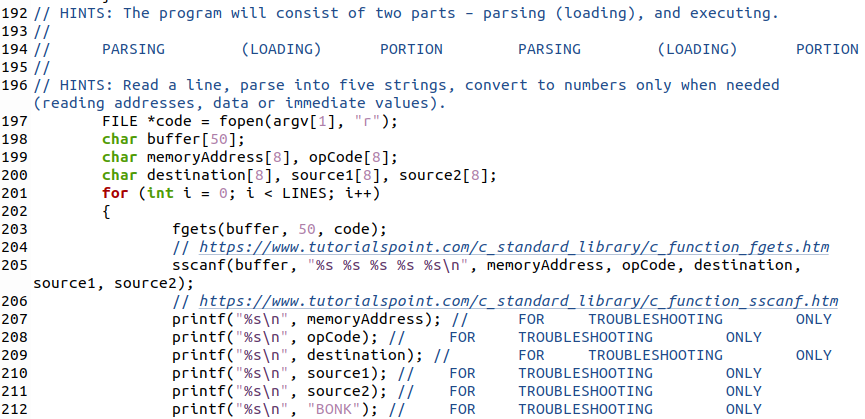 192 // HINTS: The program will consist of two parts – parsing (loading), and executing.
193 //
194 // PARSING (LOADING) PORTION PARSING (LOADING) PORTION
195 //
196 // HINTS: Read a line, parse into five strings, convert to numbers only when needed
(reading addresses, data or immediate values).
197 FILE *code = fopen(argv[1], "r");
198 char buffer[50];
199 char memoryAddress[8], opCode[8];
200 char destination[8], source1[8], source2[8];
201 for (int i = 0; i < LINES; i++)
202 {
203 fgets(buffer, 50, code);
204 // https://www.tutorialspoint.com/c_standard_library/c_function_fgets.htm
205 sscanf(buffer, "%s %s %s %s %s\n", memoryAddress, opCode, destination,
source1, source2);
206 // https://www.tutorialspoint.com/c_standard_library/c_function_sscanf.htm
207 printf("%s\n", memoryAddress); // FOR TROUBLESHOOTING ONLY
208 printf("%s\n", opCode); // FOR TROUBLESHOOTING ONLY
209 printf("%s\n", destination); // FOR TROUBLESHOOTING ONLY
210 printf("%s\n", source1); // FOR TROUBLESHOOTING ONLY
211 printf("%s\n", source2); // FOR TROUBLESHOOTING ONLY
212 printf("%s\n", "BONK"); // FOR TROUBLESHOOTING ONLY